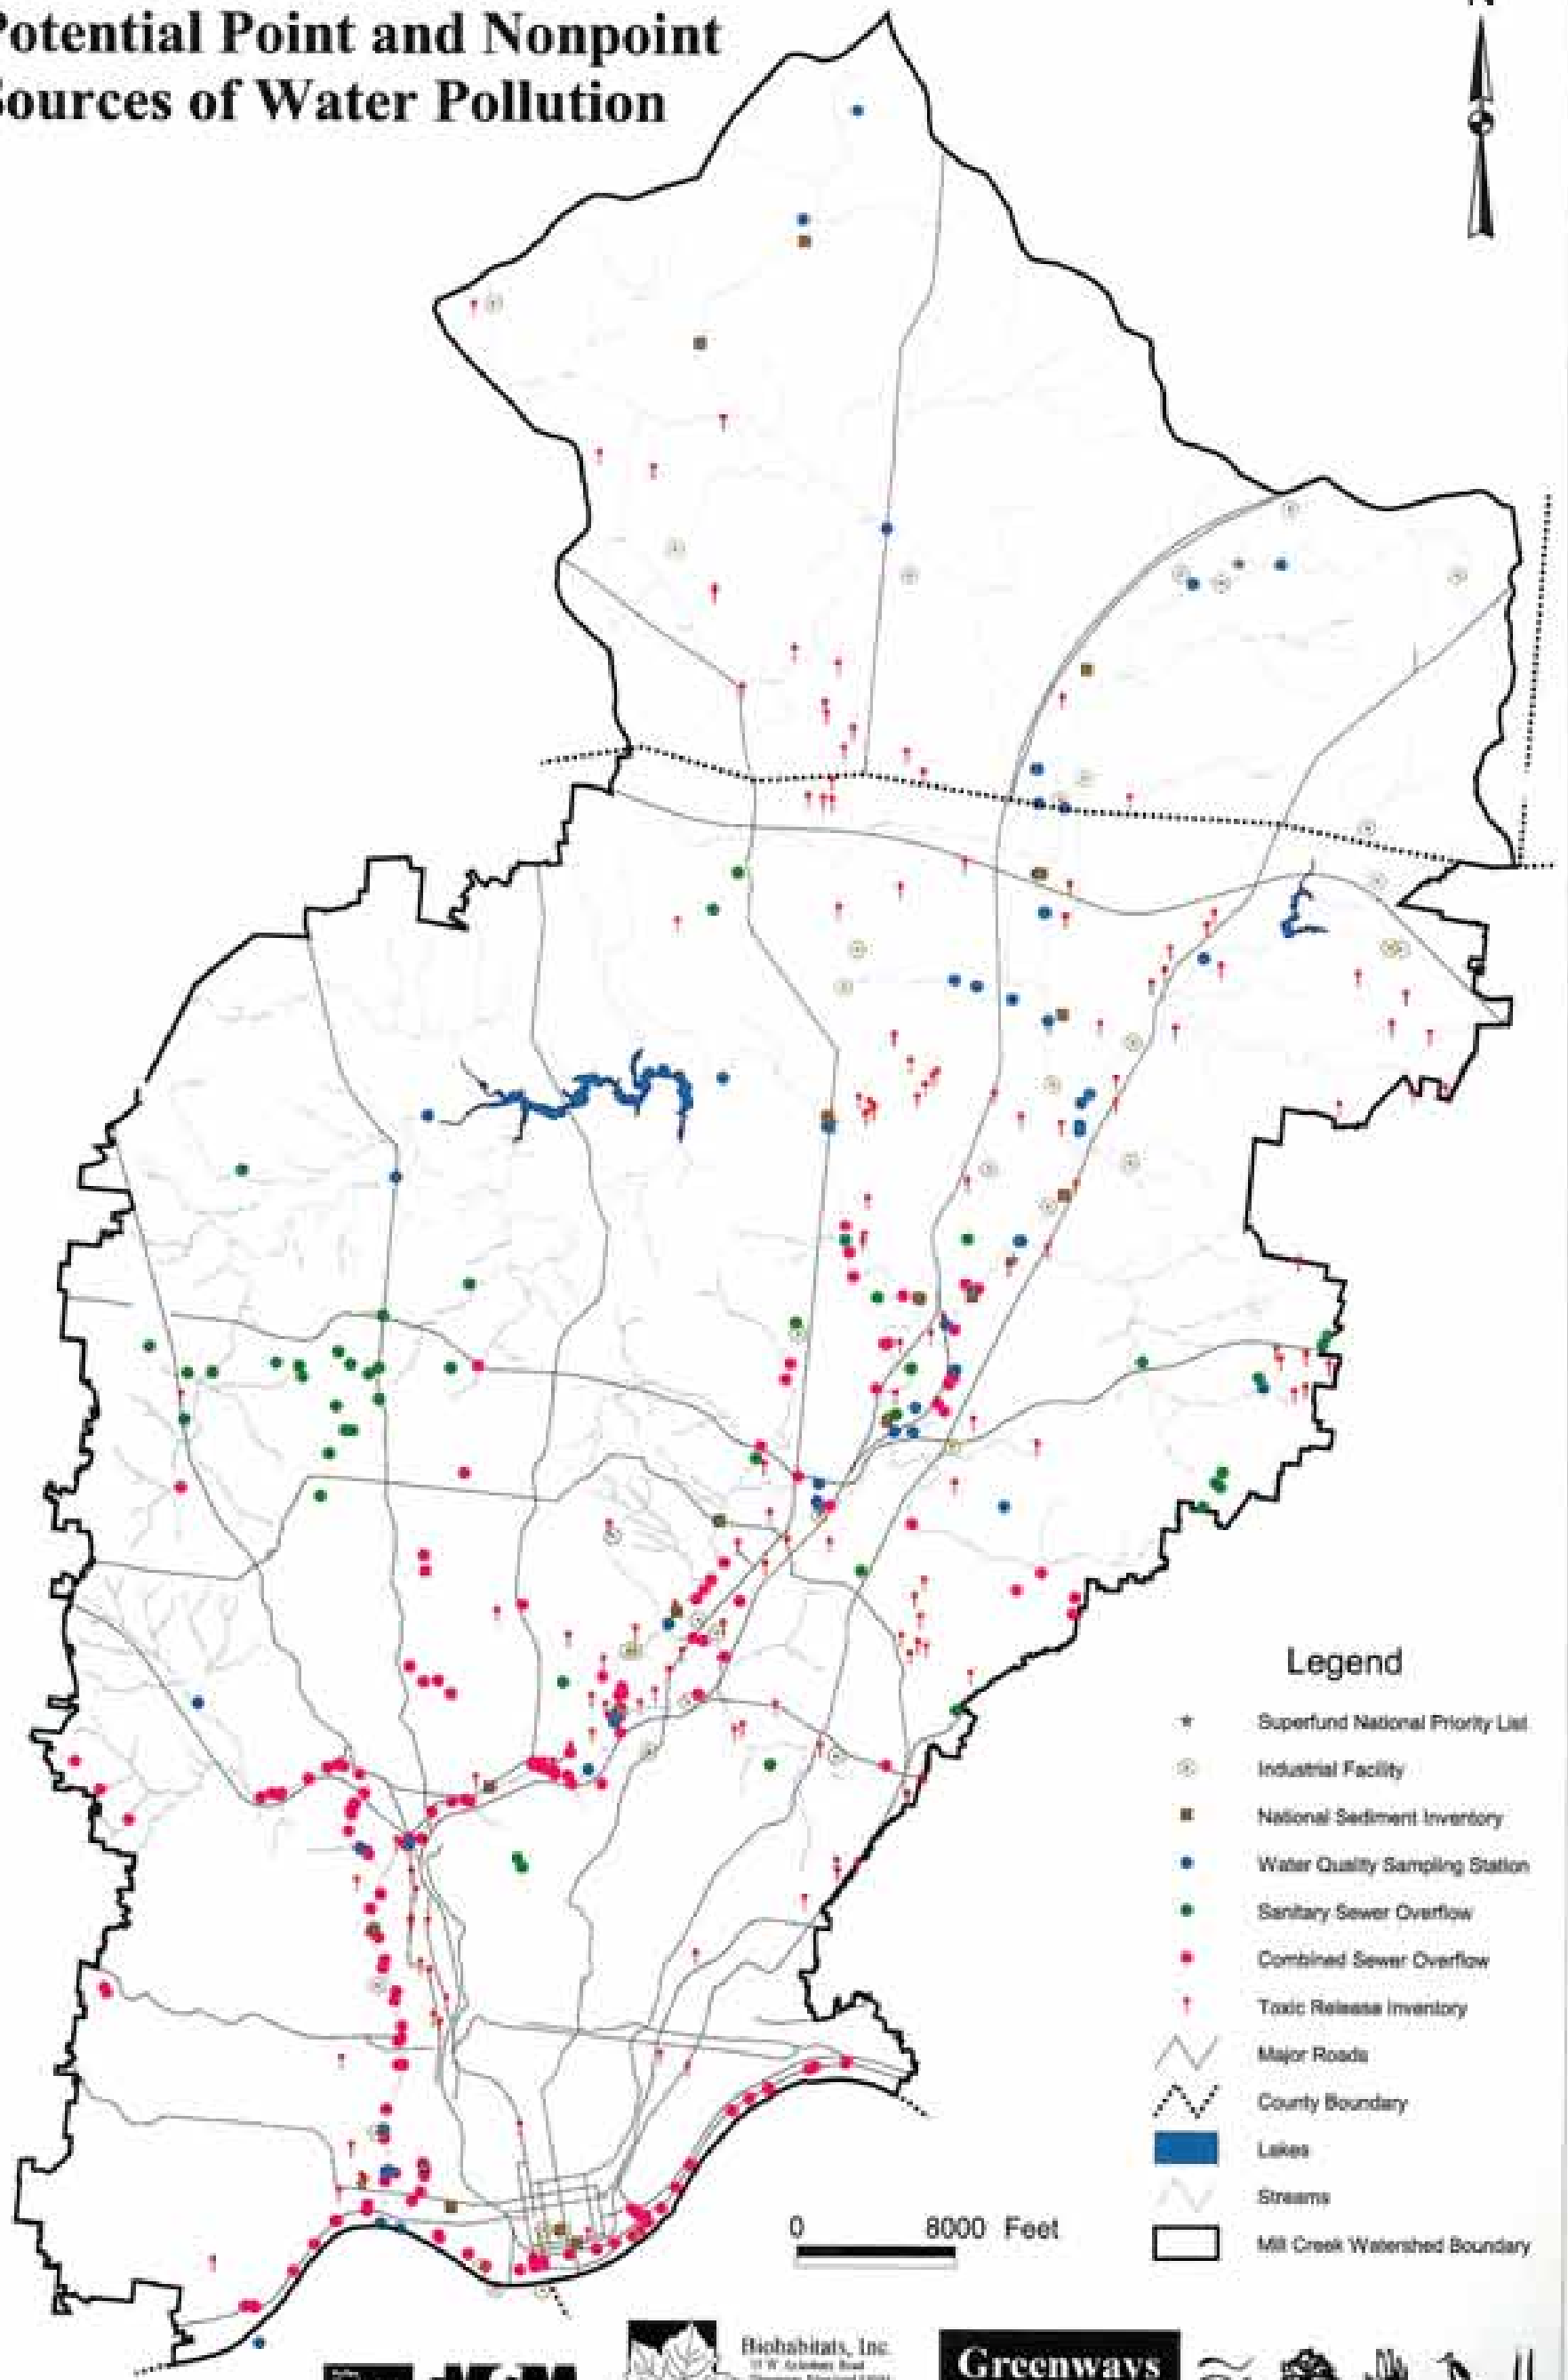 otential Point and Nonpoint
ources of Water Pollution
Legend
Superfund National Priority List
Industrial Facility
National Sediment Inventory
Water Quality Sampling Station
Sanitary Sewer Overflow
Combined Sewer Overflow
Toxic Release Inventory
Major Roads
County Boundary
Lakes
Streams
Mill Creek Watershed Boundary
0 8000 Feet
Biohabitats, Inc.
Greenways